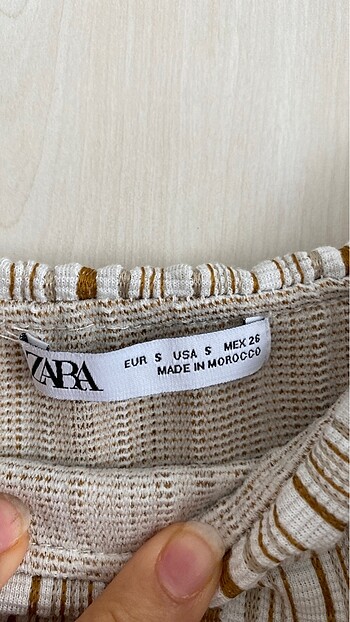 ZARA
EUR S USA S MEX 26
MADE IN MOROCCO